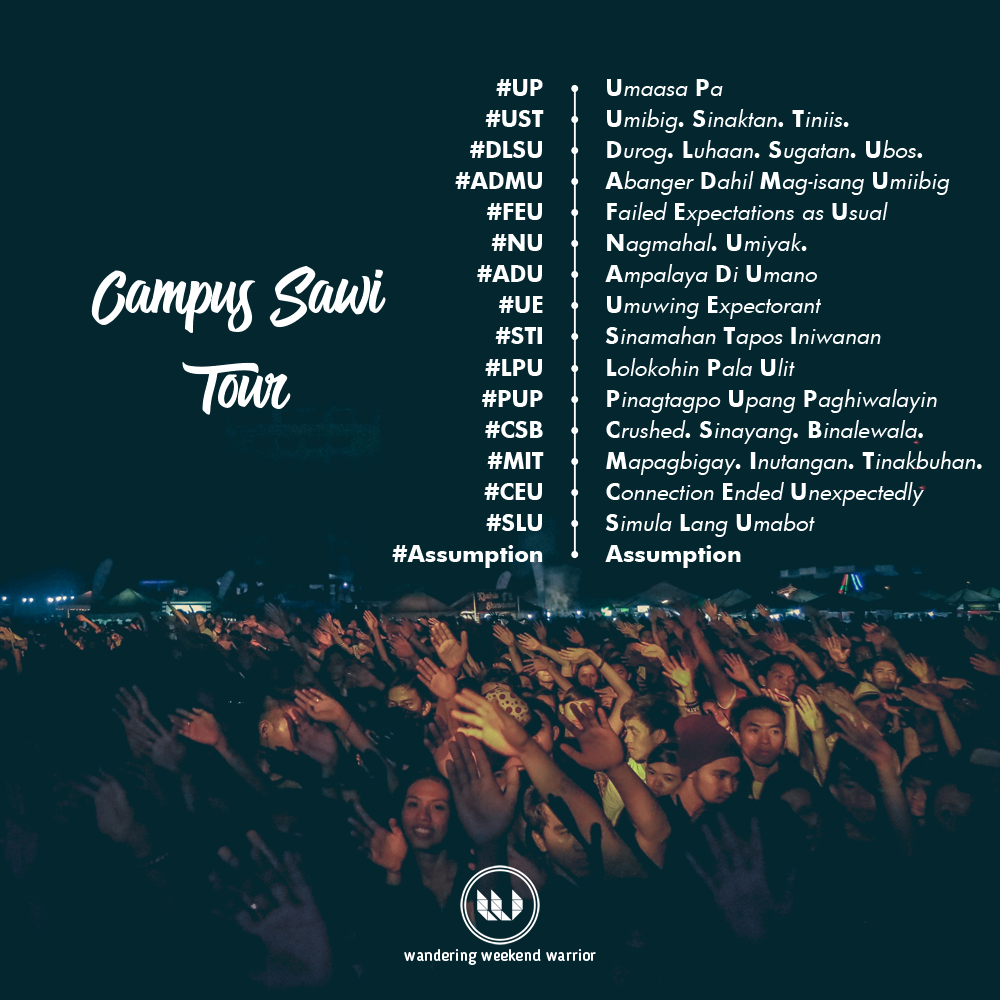 Campus Sawi
Tour
#UP Umaasa Pa
#UST Umibig. Sinaktan. Tiniis.
#DLSU Durog. Luhaan. Sugatan. Ubos.
#ADMU Abanger Dahil Mag-isang Umiibig
#FEU Failed Expectations as Usual
#NU Nagmahal. Umiyak.
#ADU Ampalaya Di Umano
#UE Umuwing Expectorant
#STI Sinamahan Tapos Iniwanan
#LPU Lolokohin Pala Ulit
#PUP Pinagtagpo Upang Paghiwalayin
#CSB Crushed. Sinayang. Binalewala.
#MIT Mapagbigay. Inutangan. Tinakbuhan.
#CEU Connection Ended Unexpectedly
#SLU Simula Lang Umabot
#Assumption Assumption
wandering weekend warrior